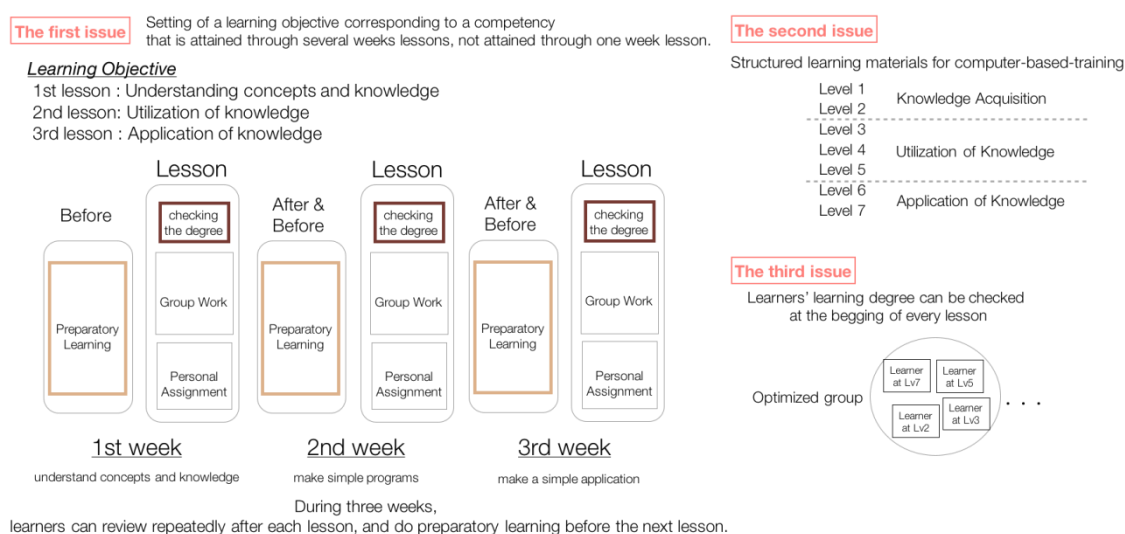 The first issue
Setting of a learning objective corresponding to a competency
that is attained through several weeks lessons, not attained through one week lesson.
Learning Objective
1st lesson : Understanding concepts and knowledge
2nd lesson: Utilization of knowledge
3rd lesson : Application of knowledge
Before
Preparatory
Learning
Lesson
checking
the degree
Group Work
Personal
Assignment
1st week
understand concepts and knowledge
After &
Before
Preparatory
Learning
Lesson
checking
the degree
Group Work
Personal
Assignment
2nd week
make simple programs
After &
Before
Preparatory
Learning
Lesson
checking
the degree
Group Work
Personal
Assignment
3rd week
make a simple application
During three weeks,
learners can review repeatedly after each lesson, and do preparatory learning before the next lesson.
The second issue
Structured learning materials for computer-based-training
Level 1
Level 2
Knowledge Acquisition
Level 3
Level 4
Level 5
Utilization of Knowledge
Level 6
Level 7
Application of Knowledge
The third issue
Learners' learning degree can be checked
at the begging of every lesson
Optimized group
Learner
at Lv7
Learner
at Lv5
Learner
at Lv2
Learner
at Lv3
. . .